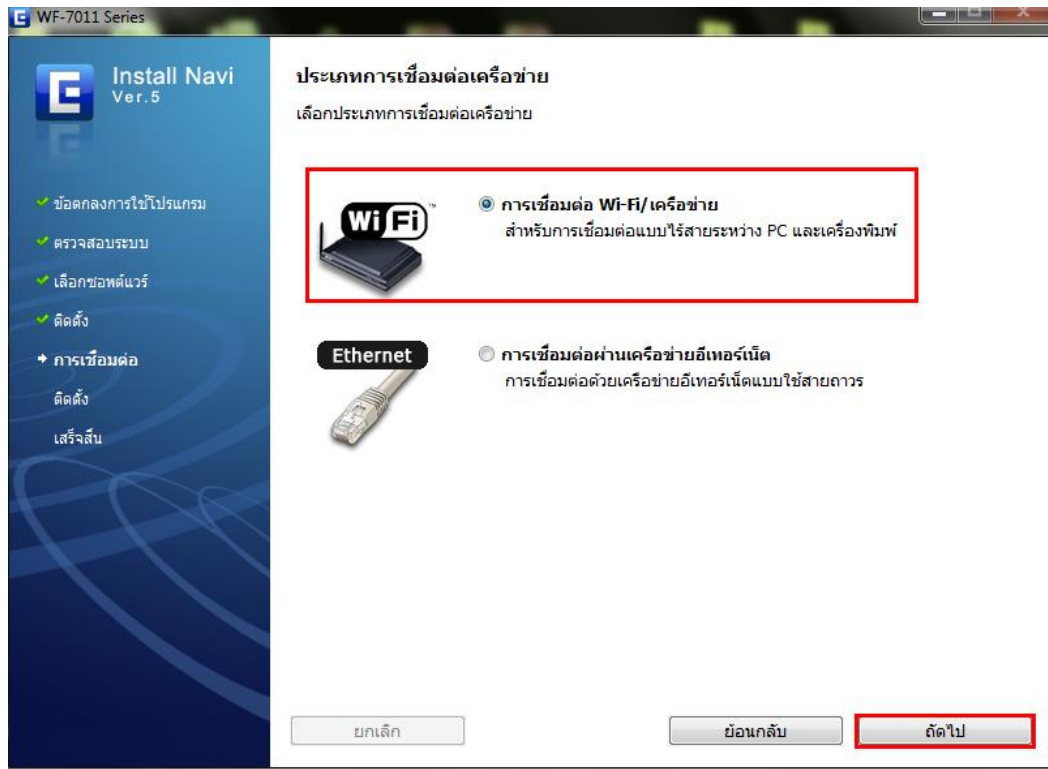 WF-7011 Series
Install Navi
Ver.5
ข้อตกลงการใช้โปรแกรม
ตรวจสอบระบบ
เลือกซอฟต์แวร์
ติดตั้ง
การเชื่อมต่อ
ติดตั้ง
เสร็จสิ้น
ประเภทการเชื่อมต่อเครือข่าย
เลือกประเภทการเชื่อมต่อเครือข่าย
Wi Fi ™
การเชื่อมต่อ Wi-Fi/เครือข่าย
สำหรับการเชื่อมต่อแบบไร้สายระหว่าง PC และเครื่องพิมพ์
Ethernet
การเชื่อมต่อผ่านเครือข่ายอีเทอร์เน็ต
การเชื่อมต่อด้วยเครือข่ายอีเทอร์เน็ตแบบใช้สายถาวร
ยกเลิก
ย้อนกลับ
ถัดไป